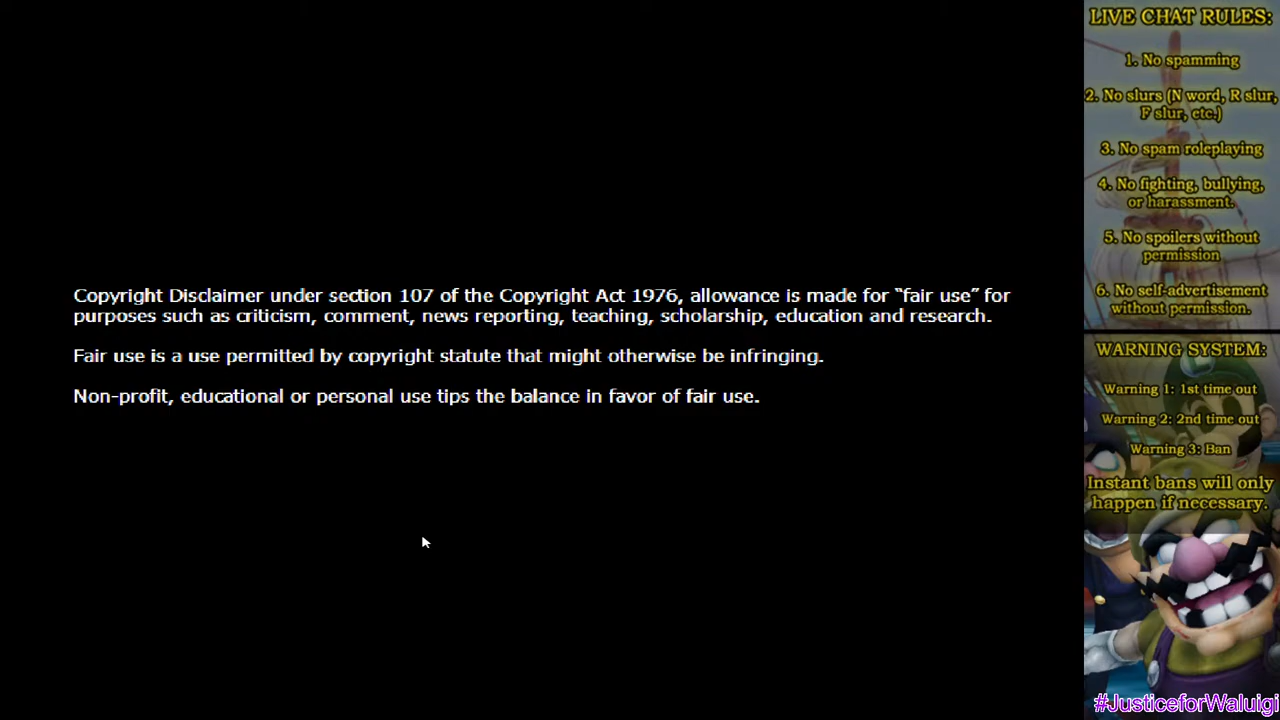 Copyright Disclaimer under section 107 of the Copyright Act 1976, allowance is made for “fair use” for
purposes such as criticism, comment, news reporting, teaching, scholarship, education and research.
Fair use is a use permitted by copyright statute that might otherwise be infringing.
Non-profit, educational or personal use tips the balance in favor of fair use.
LIVE CHAT RULES:
1. No spamming
2. No slurs (N word, R slur,
F slur, etc.)
3. No spam roleplaying
4. No fighting, bullying,
or harassment.
5. No spoilers without
permission
6. No self-advertisement
without permission.
WARNING SYSTEM:
Warning 1: 1st time out
Warning 2: 2nd time out
Warning 3: Ban
Instant bans will only
happen if necessary.
#JusticeforWaluigi